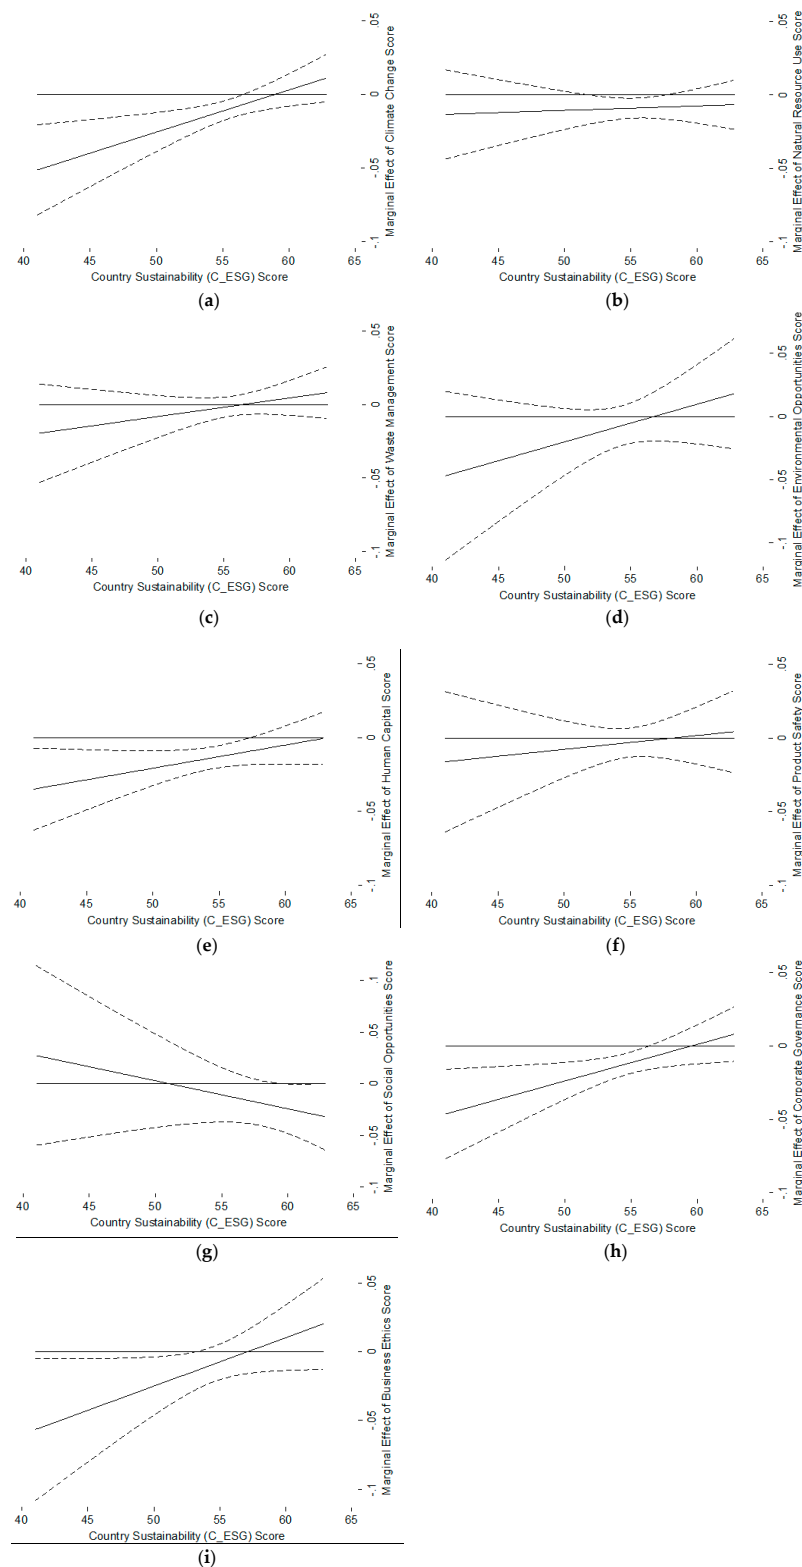 .05
0
-.05
-.1
Marginal Effect of Climate Change Score
40 45 50 55 60 65
Country Sustainability (C_ESG) Score
(a)
.05
0
-.05
-.1
Marginal Effect of Natural Resource Use Score
40 45 50 55 60 65
Country Sustainability (C_ESG) Score
(b)
.05
0
-.05
-.1
Marginal Effect of Waste Management Score
40 45 50 55 60 65
Country Sustainability (C_ESG) Score
(c)
.05
0
-.05
-.1
Marginal Effect of Environmental Opportunities Score
40 45 50 55 60 65
Country Sustainability (C_ESG) Score
(d)
.05
0
-.05
-.1
Marginal Effect of Human Capital Score
40 45 50 55 60 65
Country Sustainability (C_ESG) Score
(e)
.05
0
-.05
-.1
Marginal Effect of Product Safety Score
40 45 50 55 60 65
Country Sustainability (C_ESG) Score
(f)
.1
.05
0
-.05
-.1
Marginal Effect of Social Opportunities Score
40 45 50 55 60 65
Country Sustainability (C_ESG) Score
(g)
.05
0
-.05
-.1
Marginal Effect of Corporate Governance Score
40 45 50 55 60 65
Country Sustainability (C_ESG) Score
(h)
.05
0
-.05
-.1
Marginal Effect of Business Ethics Score
40 45 50 55 60 65
Country Sustainability (C_ESG) Score
(i)